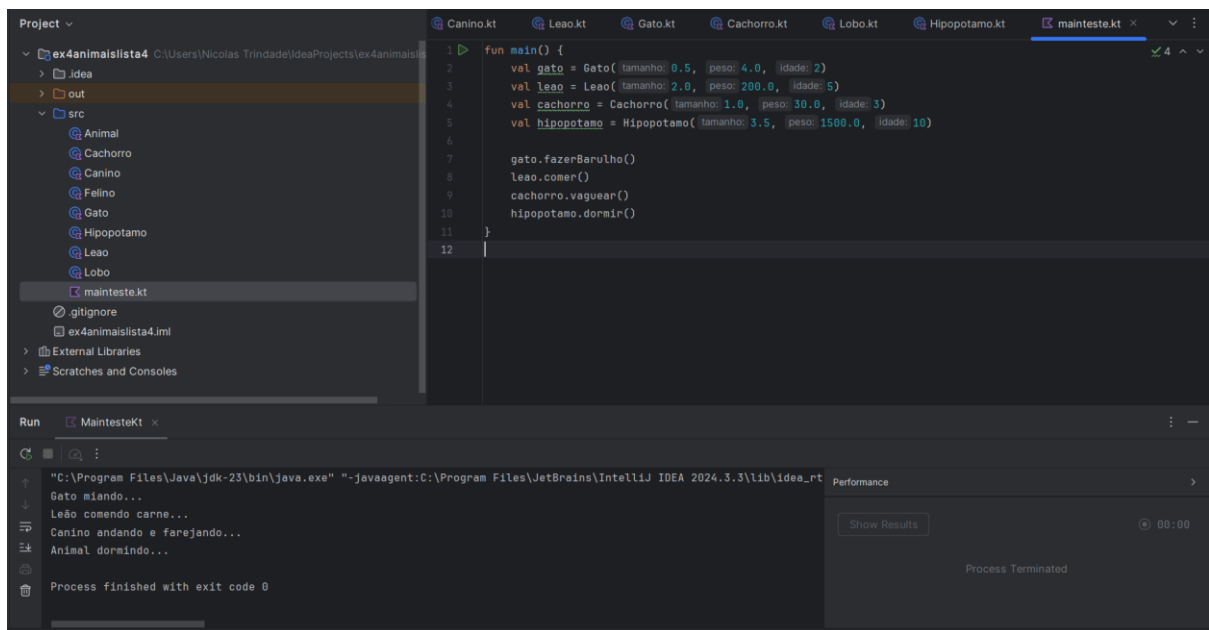 Project
Canino.kt Leao.kt Gato.kt Cachorro.kt Lobo.kt Hipopotamo.kt mainteste.kt
ex4animaislista4 C:\Users\Nicolas Trindade\IdeaProjects\ex4animaislis
.idea
out
src
Animal
Cachorro
Canino
Felino
Gato
Hipopotamo
Leao
Lobo
mainteste.kt
.gitignore
ex4animaislista4.iml
External Libraries
Scratches and Consoles
1 fun main() {
2 val gato = Gato( tamanho: 0.5, peso: 4.0, idade: 2)
3 val leao = Leao( tamanho: 2.0, peso: 200.0, idade: 5)
4 val cachorro = Cachorro( tamanho: 1.0, peso: 30.0, idade: 3)
5 val hipopotamo = Hipopotamo( tamanho: 3.5, peso: 1500.0, idade: 10)
6
7 gato.fazerBarulho()
8 leao.comer()
9 cachorro.vaguear()
10 hipopotamo.dormir()
11 }
12
4
Run MaintesteKt
"C:\Program Files\Java\jdk-23\bin\java.exe" "-javaagent:C:\Program Files\JetBrains\IntelliJ IDEA 2024.3.3\lib\idea_rt
Gato miando...
Leão comendo carne...
Canino andando e farejando...
Animal dormindo...
Process finished with exit code 0
Performance
Show Results 00:00
Process Terminated